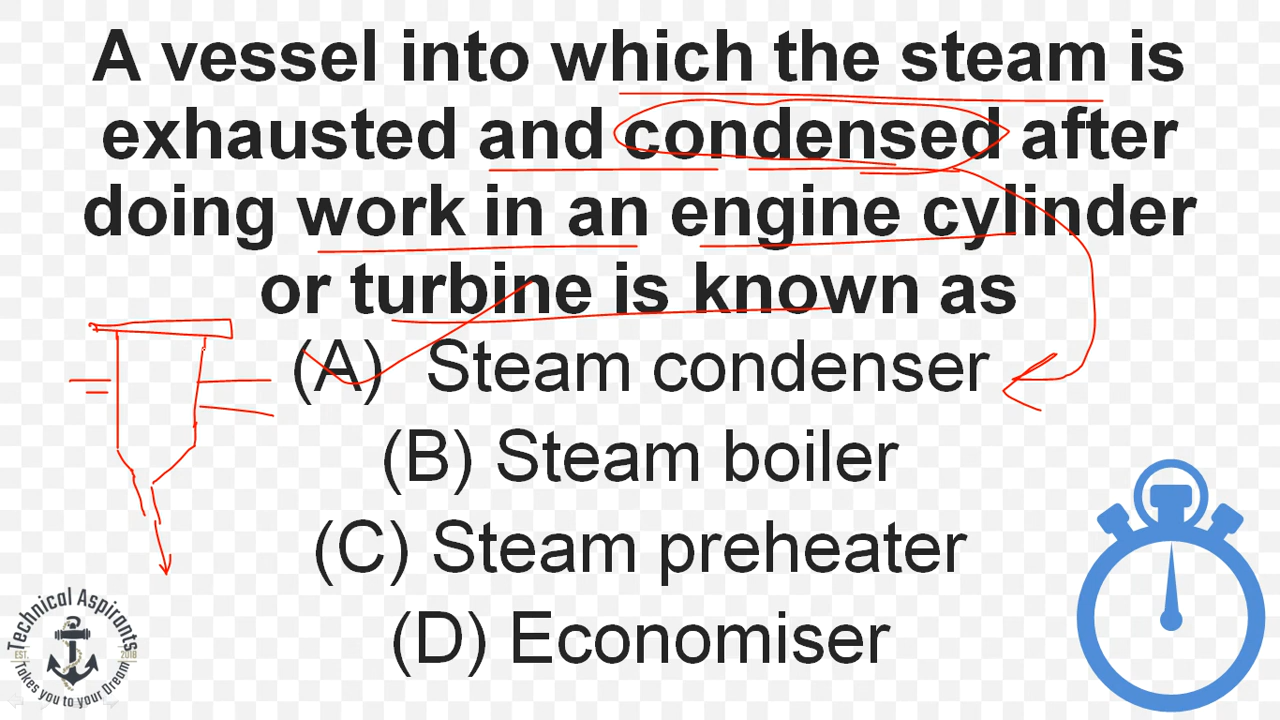 A vessel into which the steam is
exhausted and condensed after
doing work in an engine cylinder
or turbine is known as
(A) Steam condenser
(B) Steam boiler
(C) Steam preheater
(D) Economiser
Technical Aspirants
EST. 2018
Takes you to your Dream